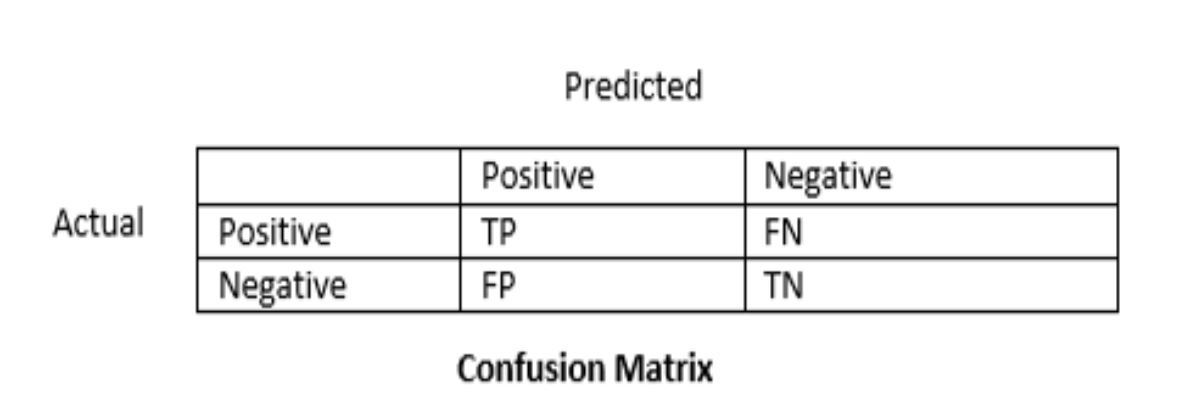 Predicted
Positive Negative
Actual
Positive TP FN
Negative FP TN
Confusion Matrix